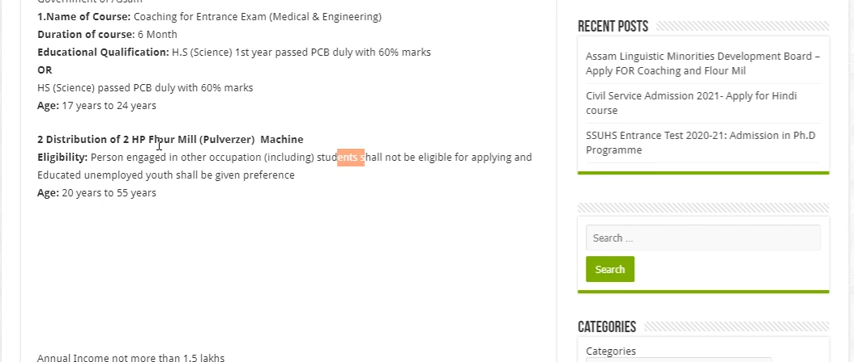 1.Name of Course: Coaching for Entrance Exam (Medical & Engineering)
Duration of course: 6 Month
Educational Qualification: H.S (Science) 1st year passed PCB duly with 60% marks
OR
HS (Science) passed PCB duly with 60% marks
Age: 17 years to 24 years
2 Distribution of 2 HP Flour Mill (Pulverzer) Machine
Eligibility: Person engaged in other occupation (including) students shall not be eligible for applying and
Educated unemployed youth shall be given preference
Age: 20 years to 55 years
Annual Income not more than 1.5 lakhs
RECENT POSTS
Assam Linguistic Minorities Development Board –
Apply FOR Coaching and Flour Mil
Civil Service Admission 2021- Apply for Hindi
course
SSUHS Entrance Test 2020-21: Admission in Ph.D
Programme
Search ...
Search
CATEGORIES
Categories